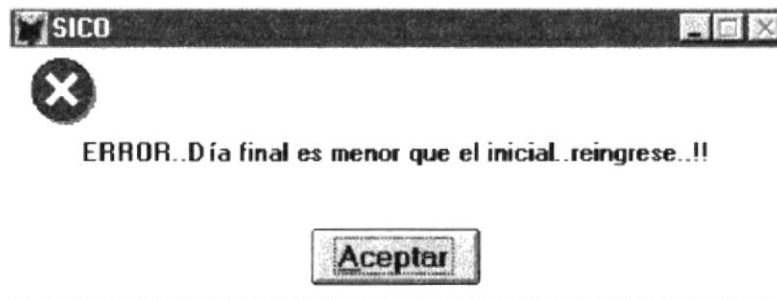 SICO
ERROR..Día final es menor que el inicial..reingrese..!!
Aceptar